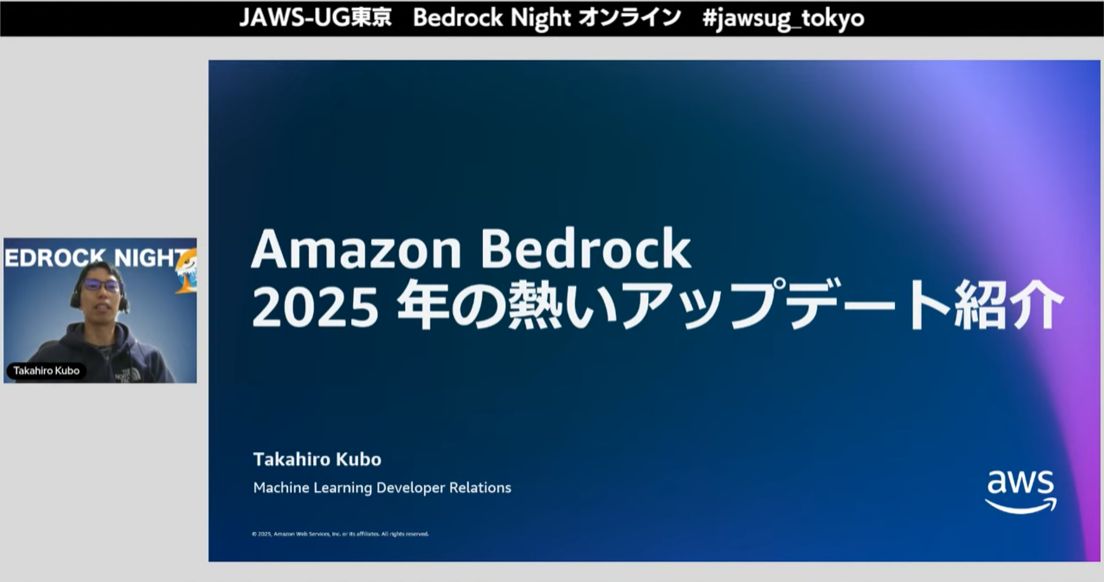 JAWS-UG東京 Bedrock Night オンライン #jawsug_tokyo
EDROCK NIGHT
Takahiro Kubo
Amazon Bedrock
2025 年の熱いアップデート紹介
Takahiro Kubo
Machine Learning Developer Relations
aws
© 2025, Amazon Web Services, Inc. or its affiliates. All rights reserved.